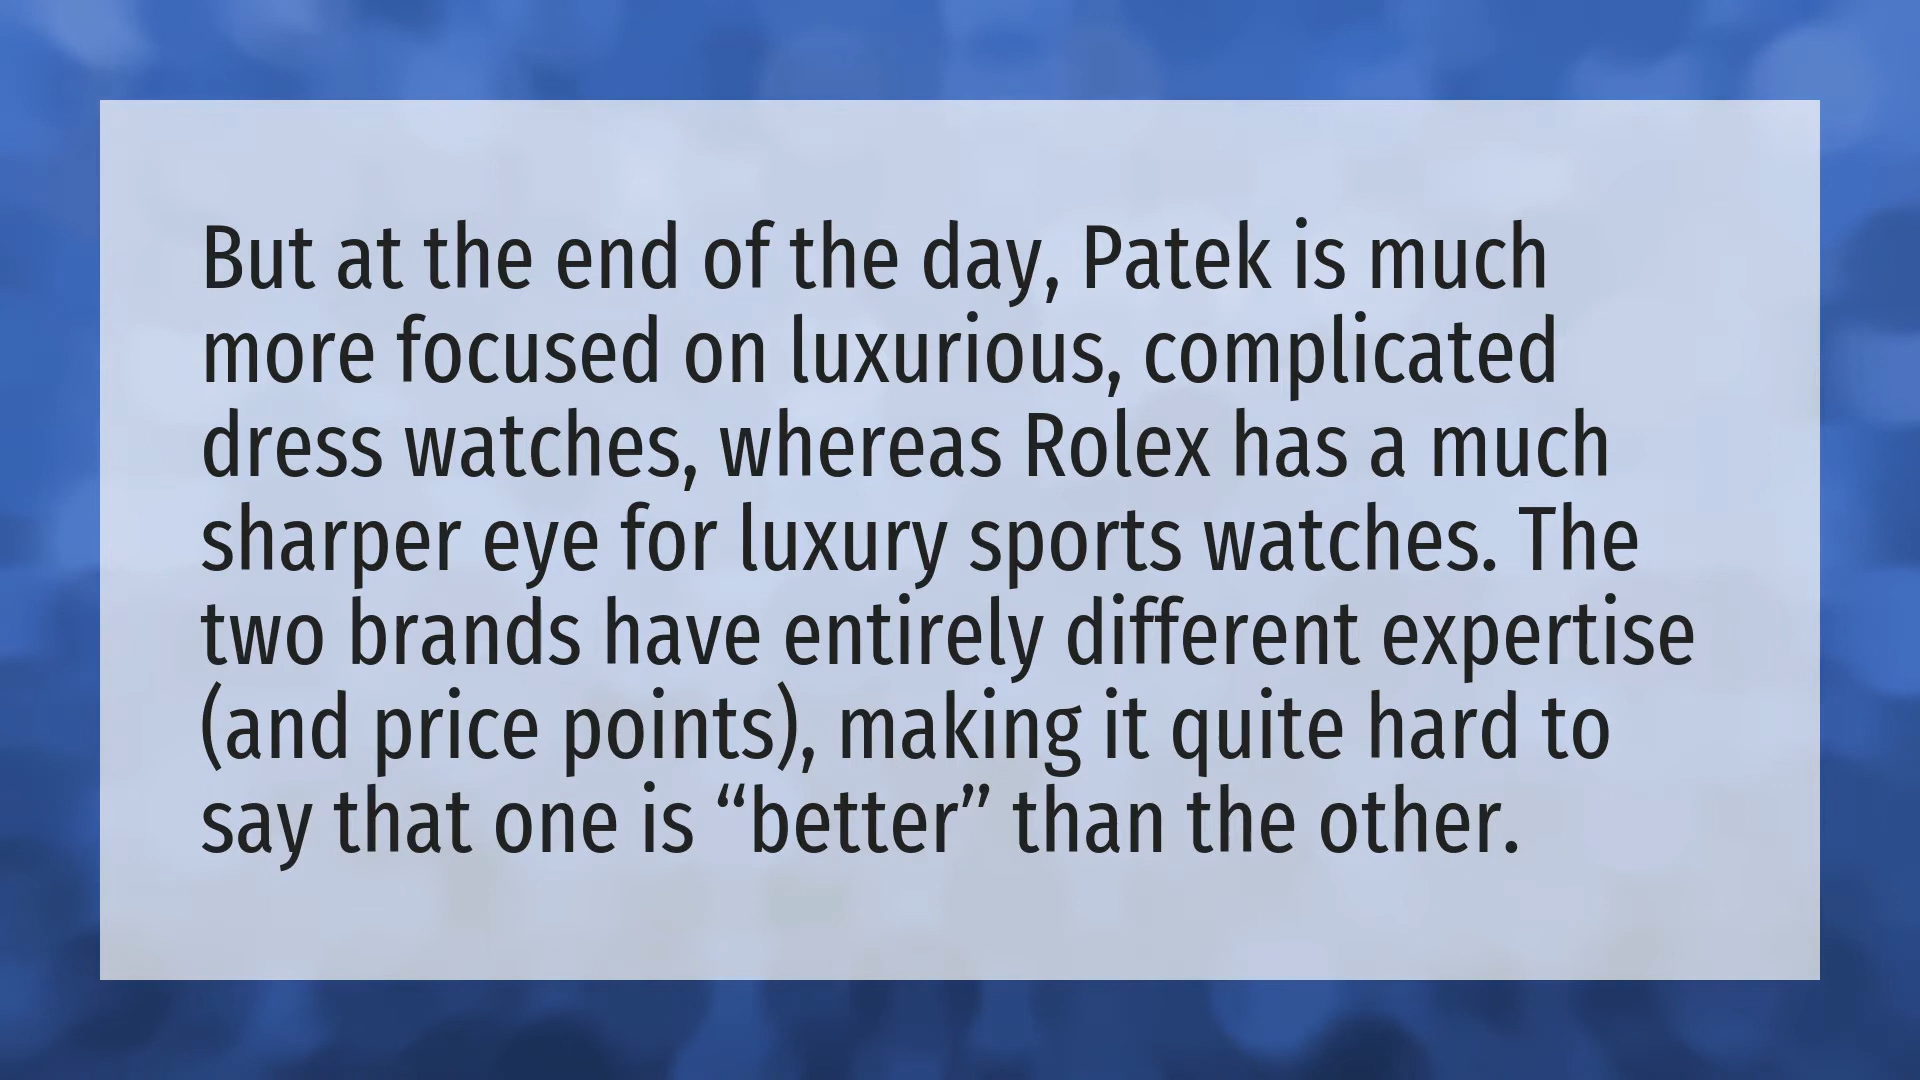 But at the end of the day, Patek is much
more focused on luxurious, complicated
dress watches, whereas Rolex has a much
sharper eye for luxury sports watches. The
two brands have entirely different expertise
(and price points), making it quite hard to
say that one is “better” than the other.